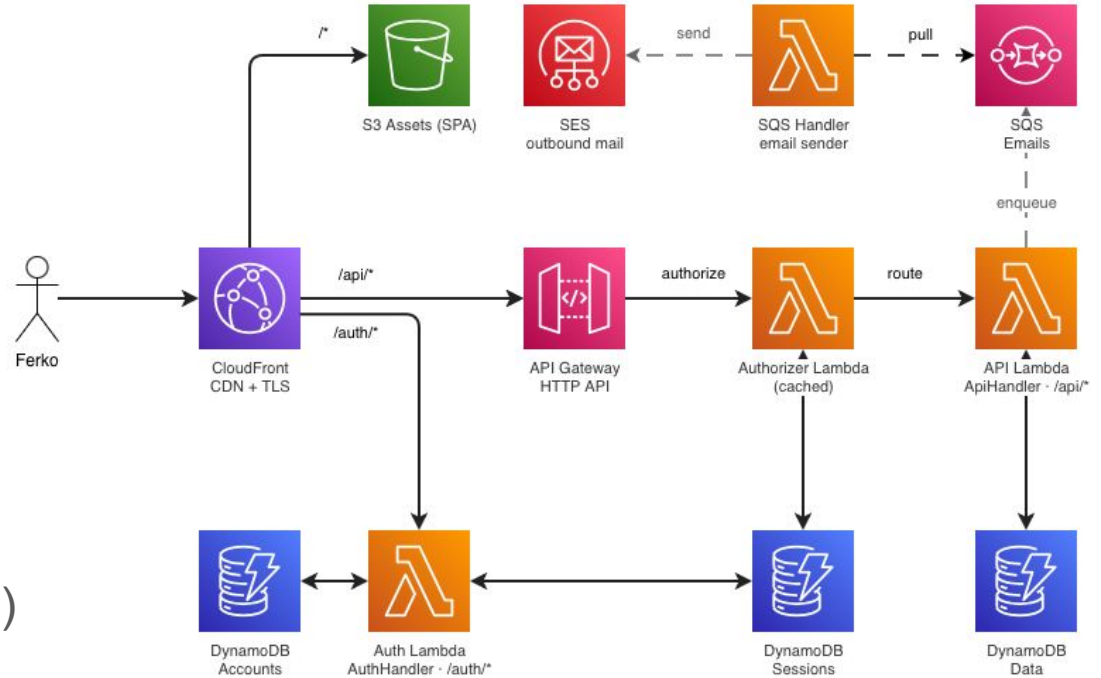 /*
send
pull
S3 Assets (SPA)
SES
outbound mail
SQS Handler
email sender
SQS
Emails
enqueue
/api/*
authorize
route
/auth/*
Ferko
CloudFront
CDN + TLS
API Gateway
HTTP API
Authorizer Lambda
(cached)
API Lambda
ApiHandler · /api/*
)
DynamoDB
Accounts
Auth Lambda
AuthHandler · /auth/*
DynamoDB
Sessions
DynamoDB
Data